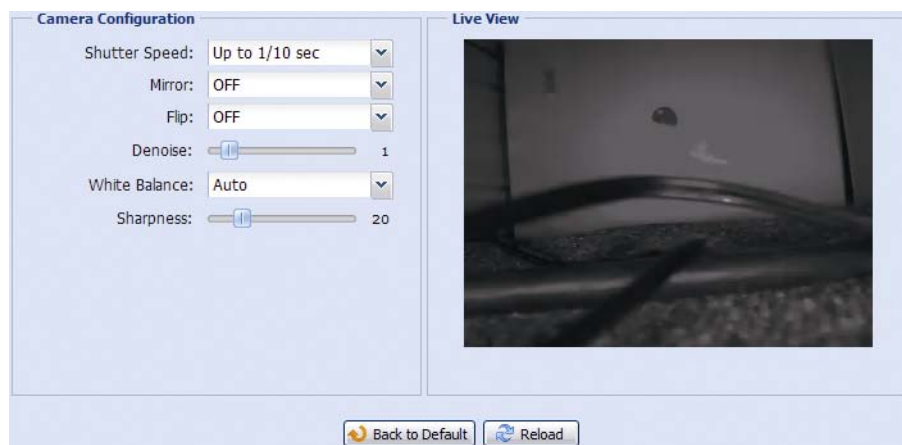 Camera Configuration
Shutter Speed: Up to 1/10 sec
Mirror: OFF
Flip: OFF
Denoise: 1
White Balance: Auto
Sharpness: 20
Live View
Back to Default
Reload